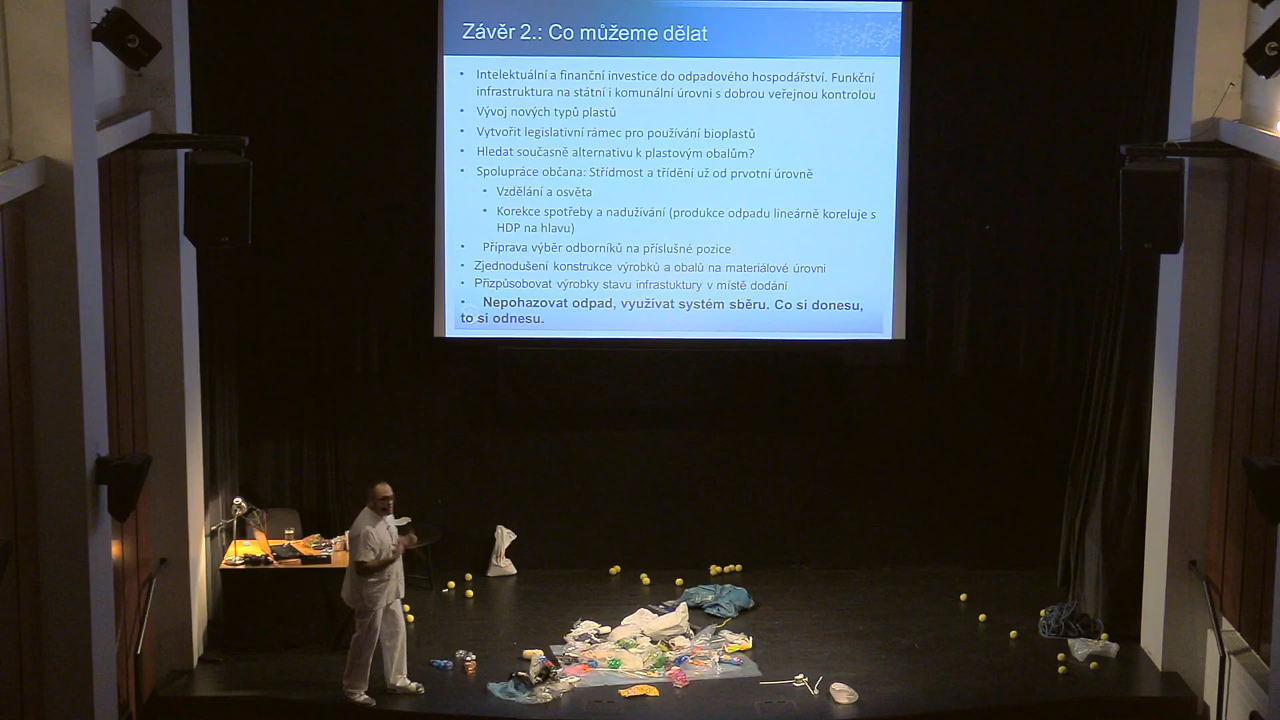 Závěr 2.: Co můžeme dělat
• Intelektuální a finanční investice do odpadového hospodářství. Funkční
infrastruktura na státní i komunální úrovni s dobrou veřejnou kontrolou
• Vývoj nových typů plastů
• Vytvořit legislativní rámec pro používání bioplastů
• Hledat současně alternativu k plastovým obalům?
• Spolupráce občana: Střídmost a třídění už od prvotní úrovně
• Vzdělání a osvěta
• Korekce spotřeby a nadužívání (produkce odpadu lineárně koreluje s
HDP na hlavu)
• Příprava výběr odborníků na příslušné pozice
• Zjednodušení konstrukce výrobků a obalů na materiálové úrovni
• Přizpůsobovat výrobky stavu infrastuktury v místě dodání
• Nepohazovat odpad, využívat systém sběru. Co si donesu,
to si odnesu.